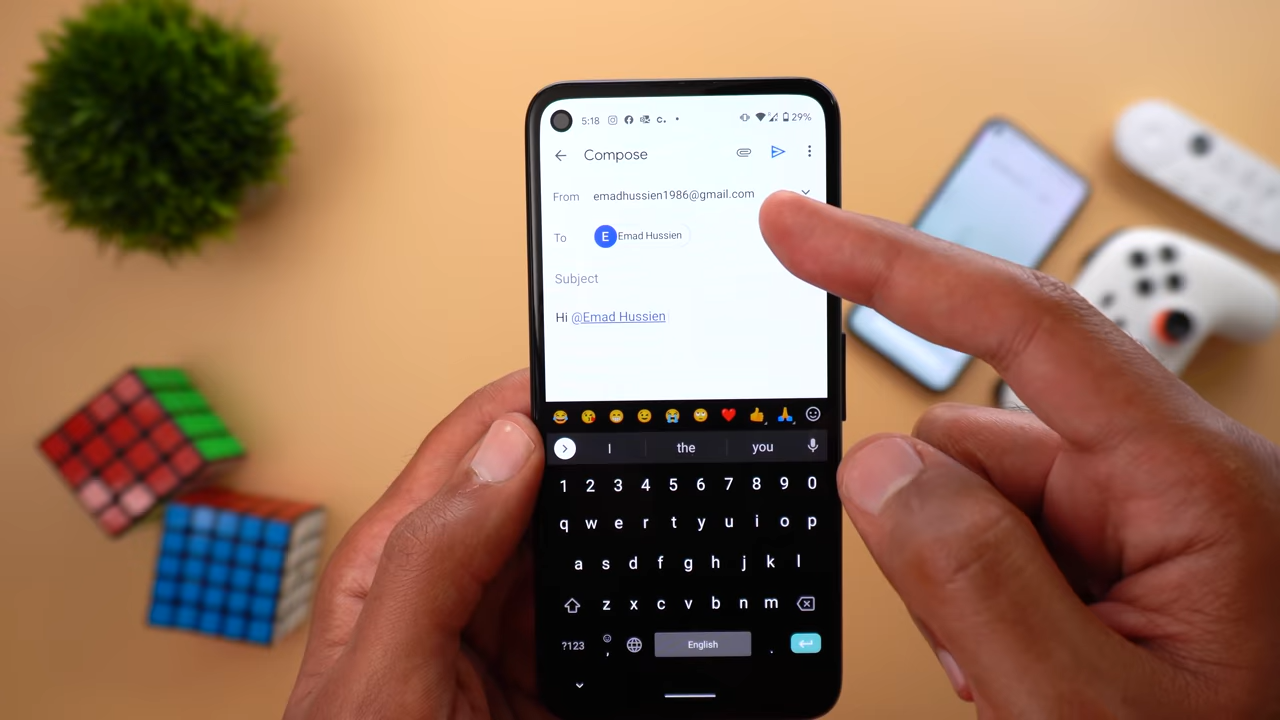 5:18 29%
Compose
From emadhussien1986@gmail.com
To E Emad Hussien
Subject
Hi @Emad Hussien
I the you
1 2 3 4 5 6 7 8 9 0
q w e r t y u i o p
a s d f g h j k l
z x c v b n m
?123 , English .